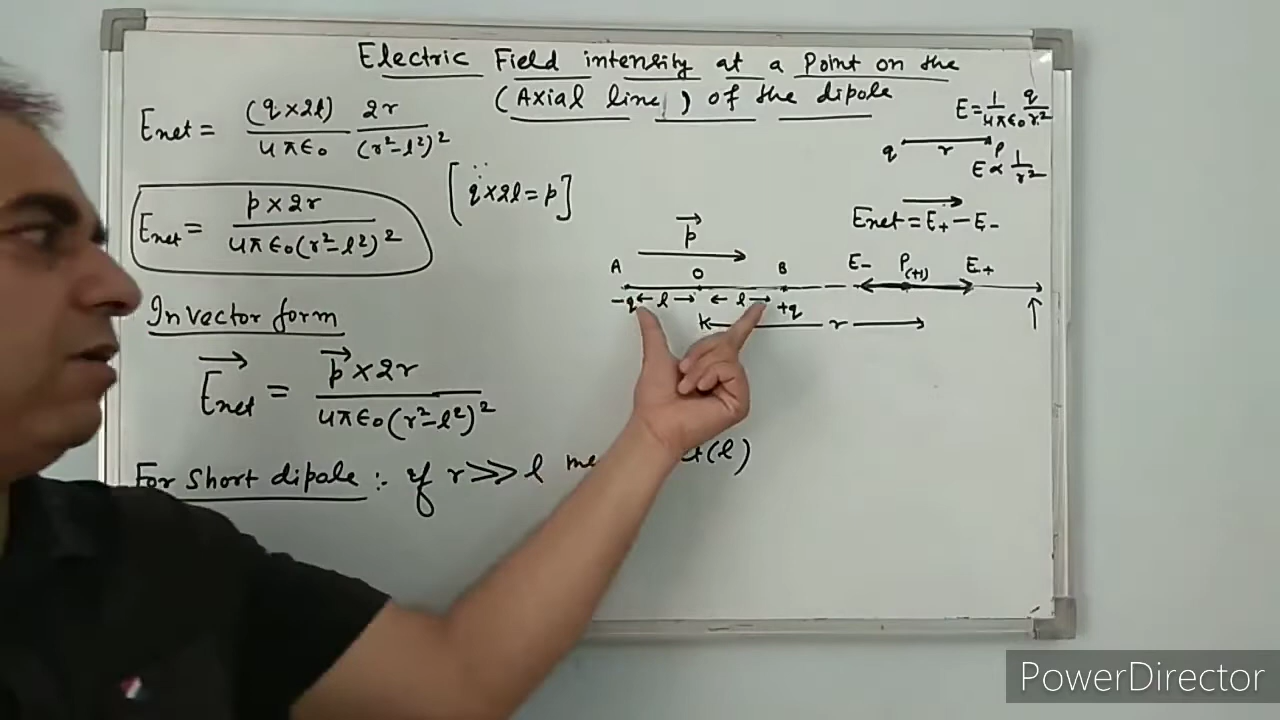 Electric Field intensity at a Point on the
(Axial line) of the dipole
Enet = (q×2l)/4πε₀ 2r/(r²-l²)²
[∵ q×2l=p]
Enet = p×2r/4πε₀(r²-l²)²
In vector form
E⃗net = p⃗×2r/4πε₀(r²-l²)²
For Short dipole :- if r>>l
(l)
E=1/4πε₀ q/r²
q r P
E∝1/r²
Enet = E₊-E₋
p⃗
A O B E- P(+1) E+
-q l l +q
r
PowerDirector